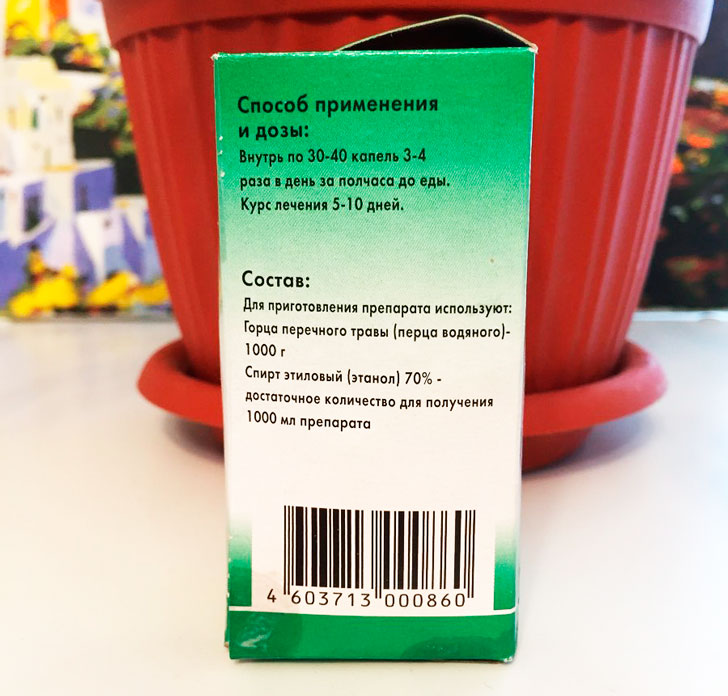 Способ применения
и дозы:
Внутрь по 30-40 капель 3-4
раза в день за полчаса до еды.
Курс лечения 5-10 дней.
Состав:
Для приготовления препарата используют:
Горца перечного травы (перца водяного)-
1000 г
Спирт этиловый (этанол) 70% -
достаточное количество для получения
1000 мл препарата
4 603713 000860